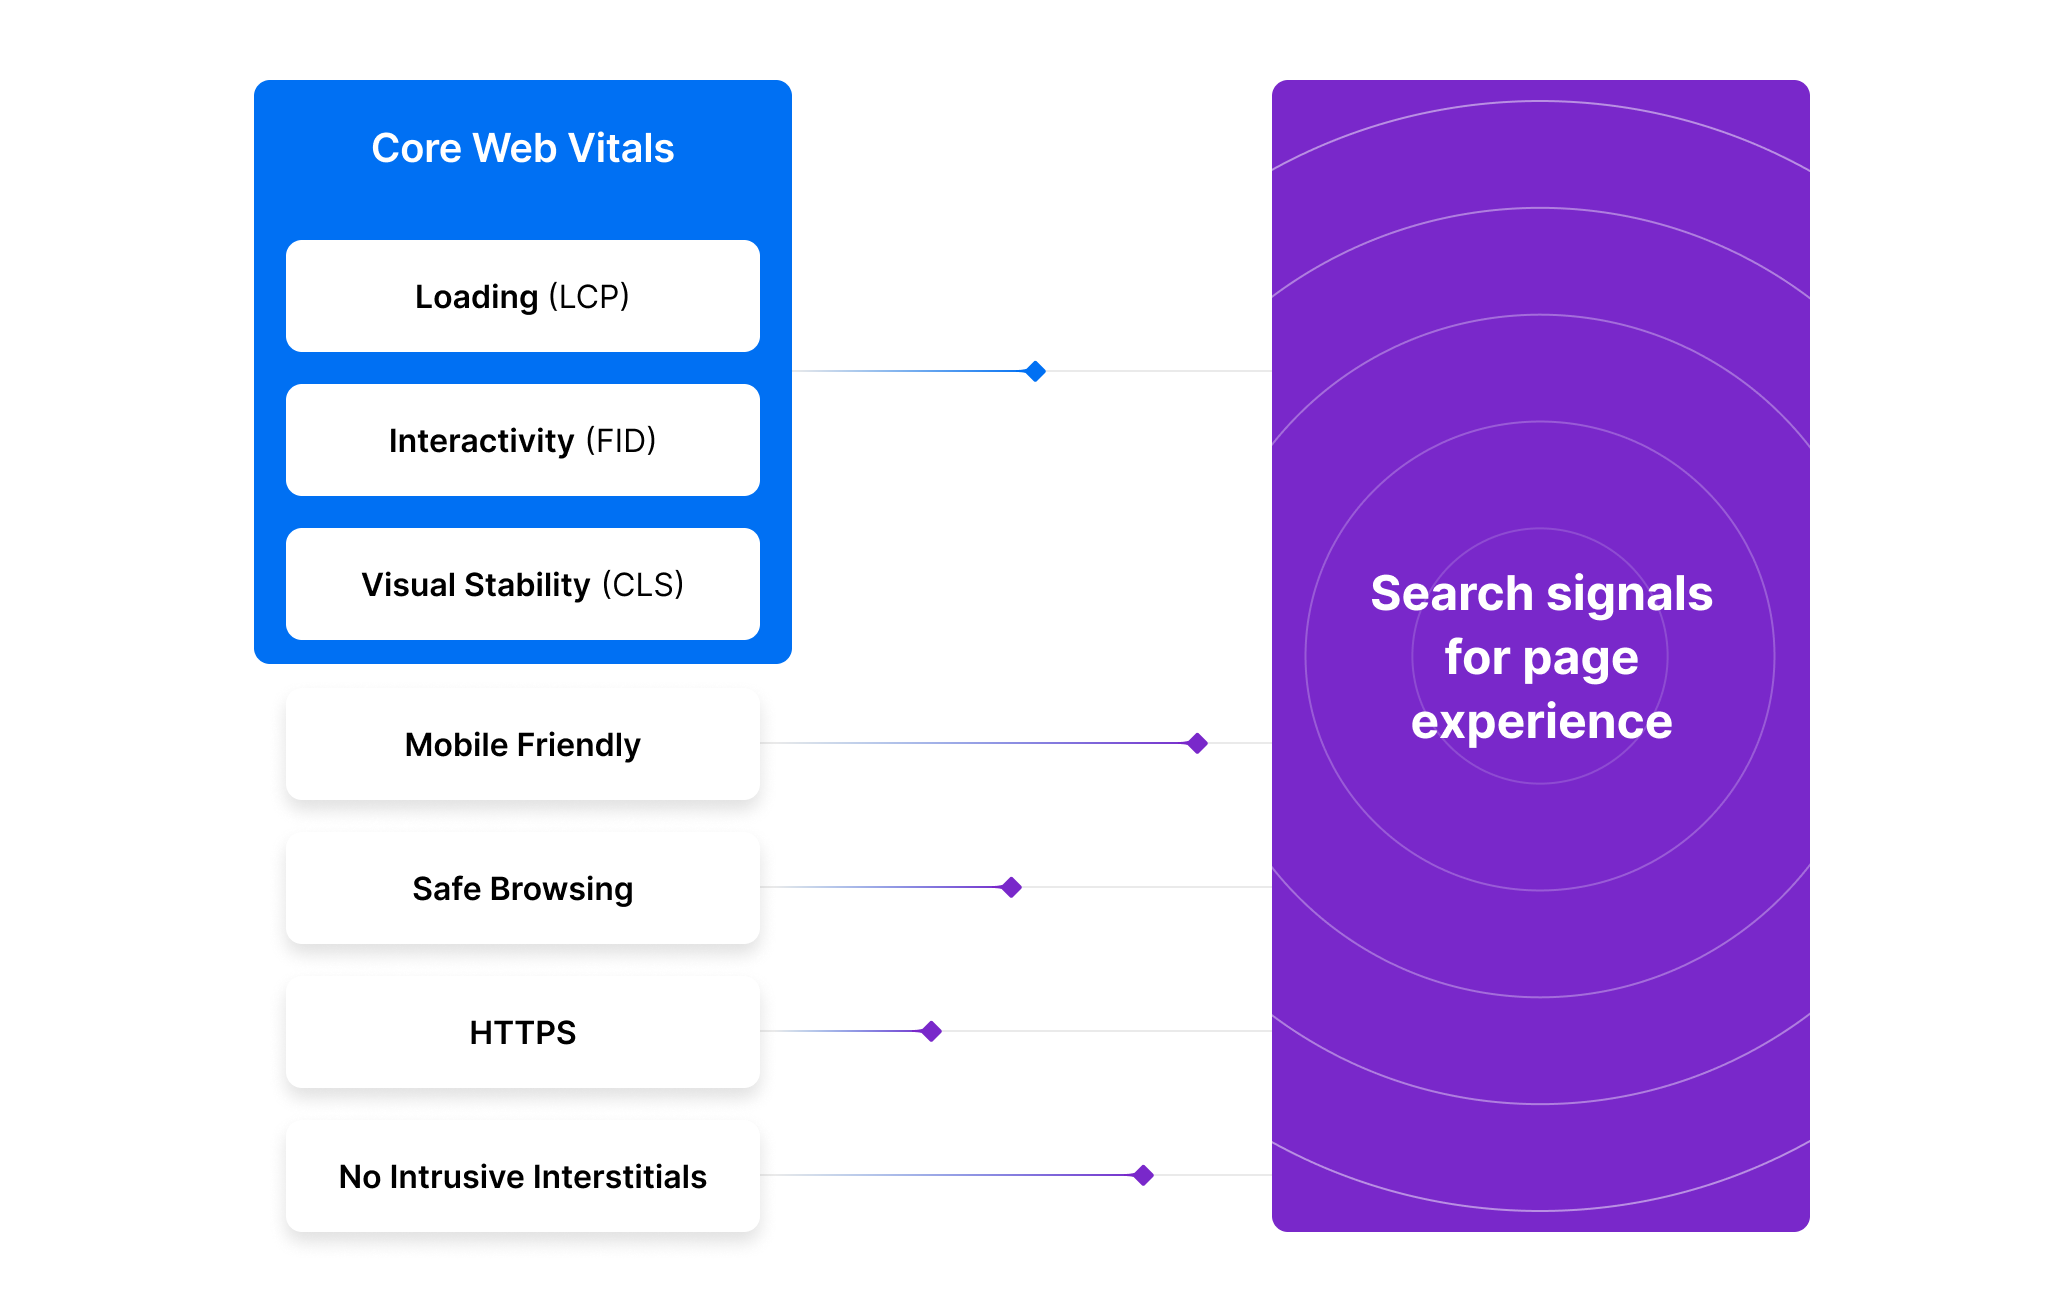 Core Web Vitals
Loading (LCP)
Interactivity (FID)
Visual Stability (CLS)
Mobile Friendly
Safe Browsing
HTTPS
No Intrusive Interstitials
Search signals
for page
experience